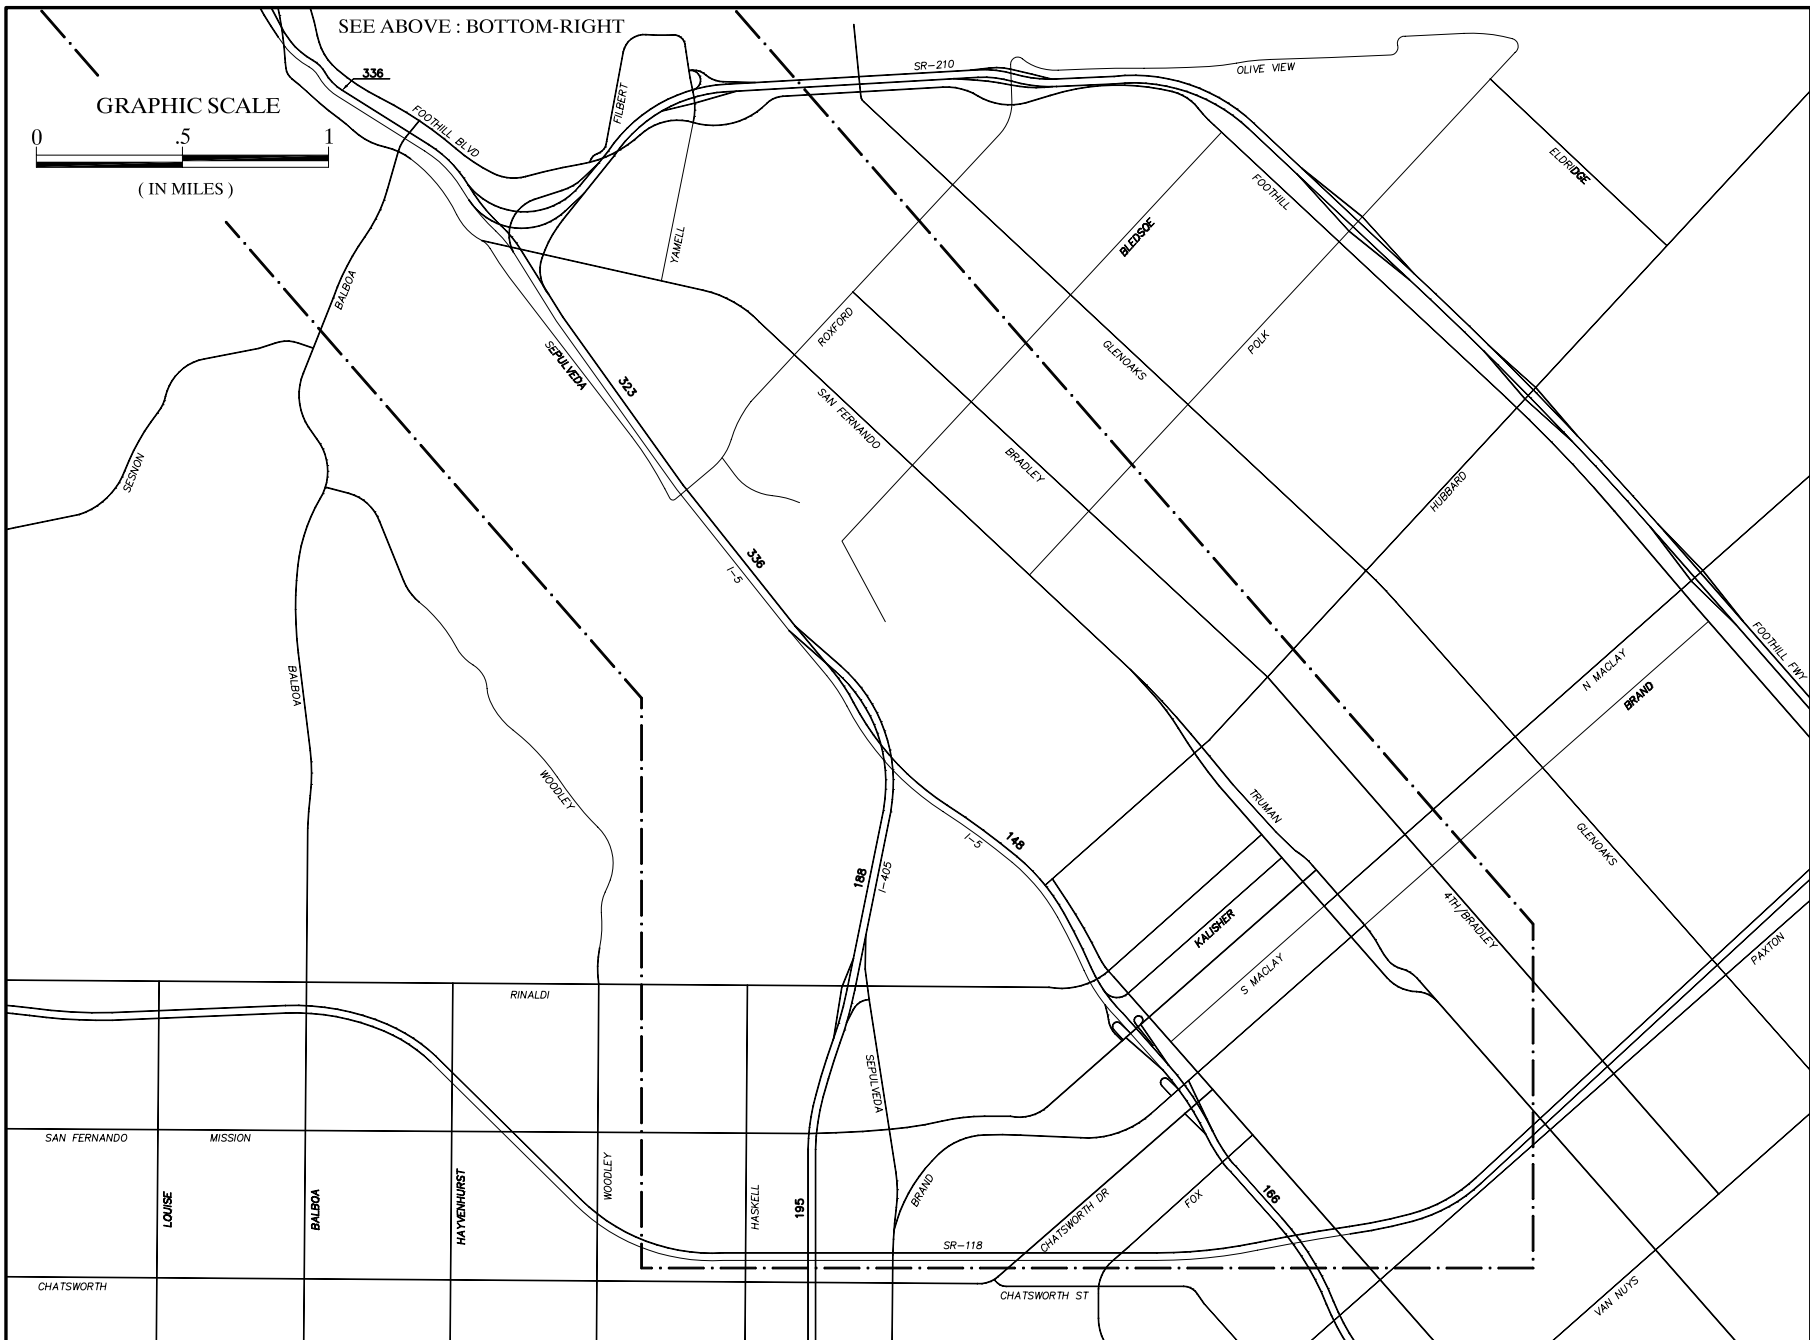 SEE ABOVE : BOTTOM-RIGHT
336
GRAPHIC SCALE
0 .5 1
( IN MILES )
FOOTHILL BLVD
FILBERT
SR-210
OLIVE VIEW
ELDRIDGE
FOOTHILL
BLEDSOE
YAMELL
BALBOA
ROXFORD
POLK
GLENOAKS
SEPULVEDA
323
SAN FERNANDO
BRADLEY
SESNON
HUBBARD
336
I-5
BALBOA
N MACLAY
FOOTHILL FWY
BRAND
WOODLEY
TRUMAN
GLENOAKS
148
I-5
188
I-405
KALISHER
4TH/BRADLEY
PAXTON
S MACLAY
RINALDI
SEPULVEDA
SAN FERNANDO MISSION
LOUISE
BALBOA
HAYVENHURST
WOODLEY
HASKELL
195
BRAND
CHATSWORTH DR
FOX
166
SR-118
CHATSWORTH
CHATSWORTH ST
VAN NUYS